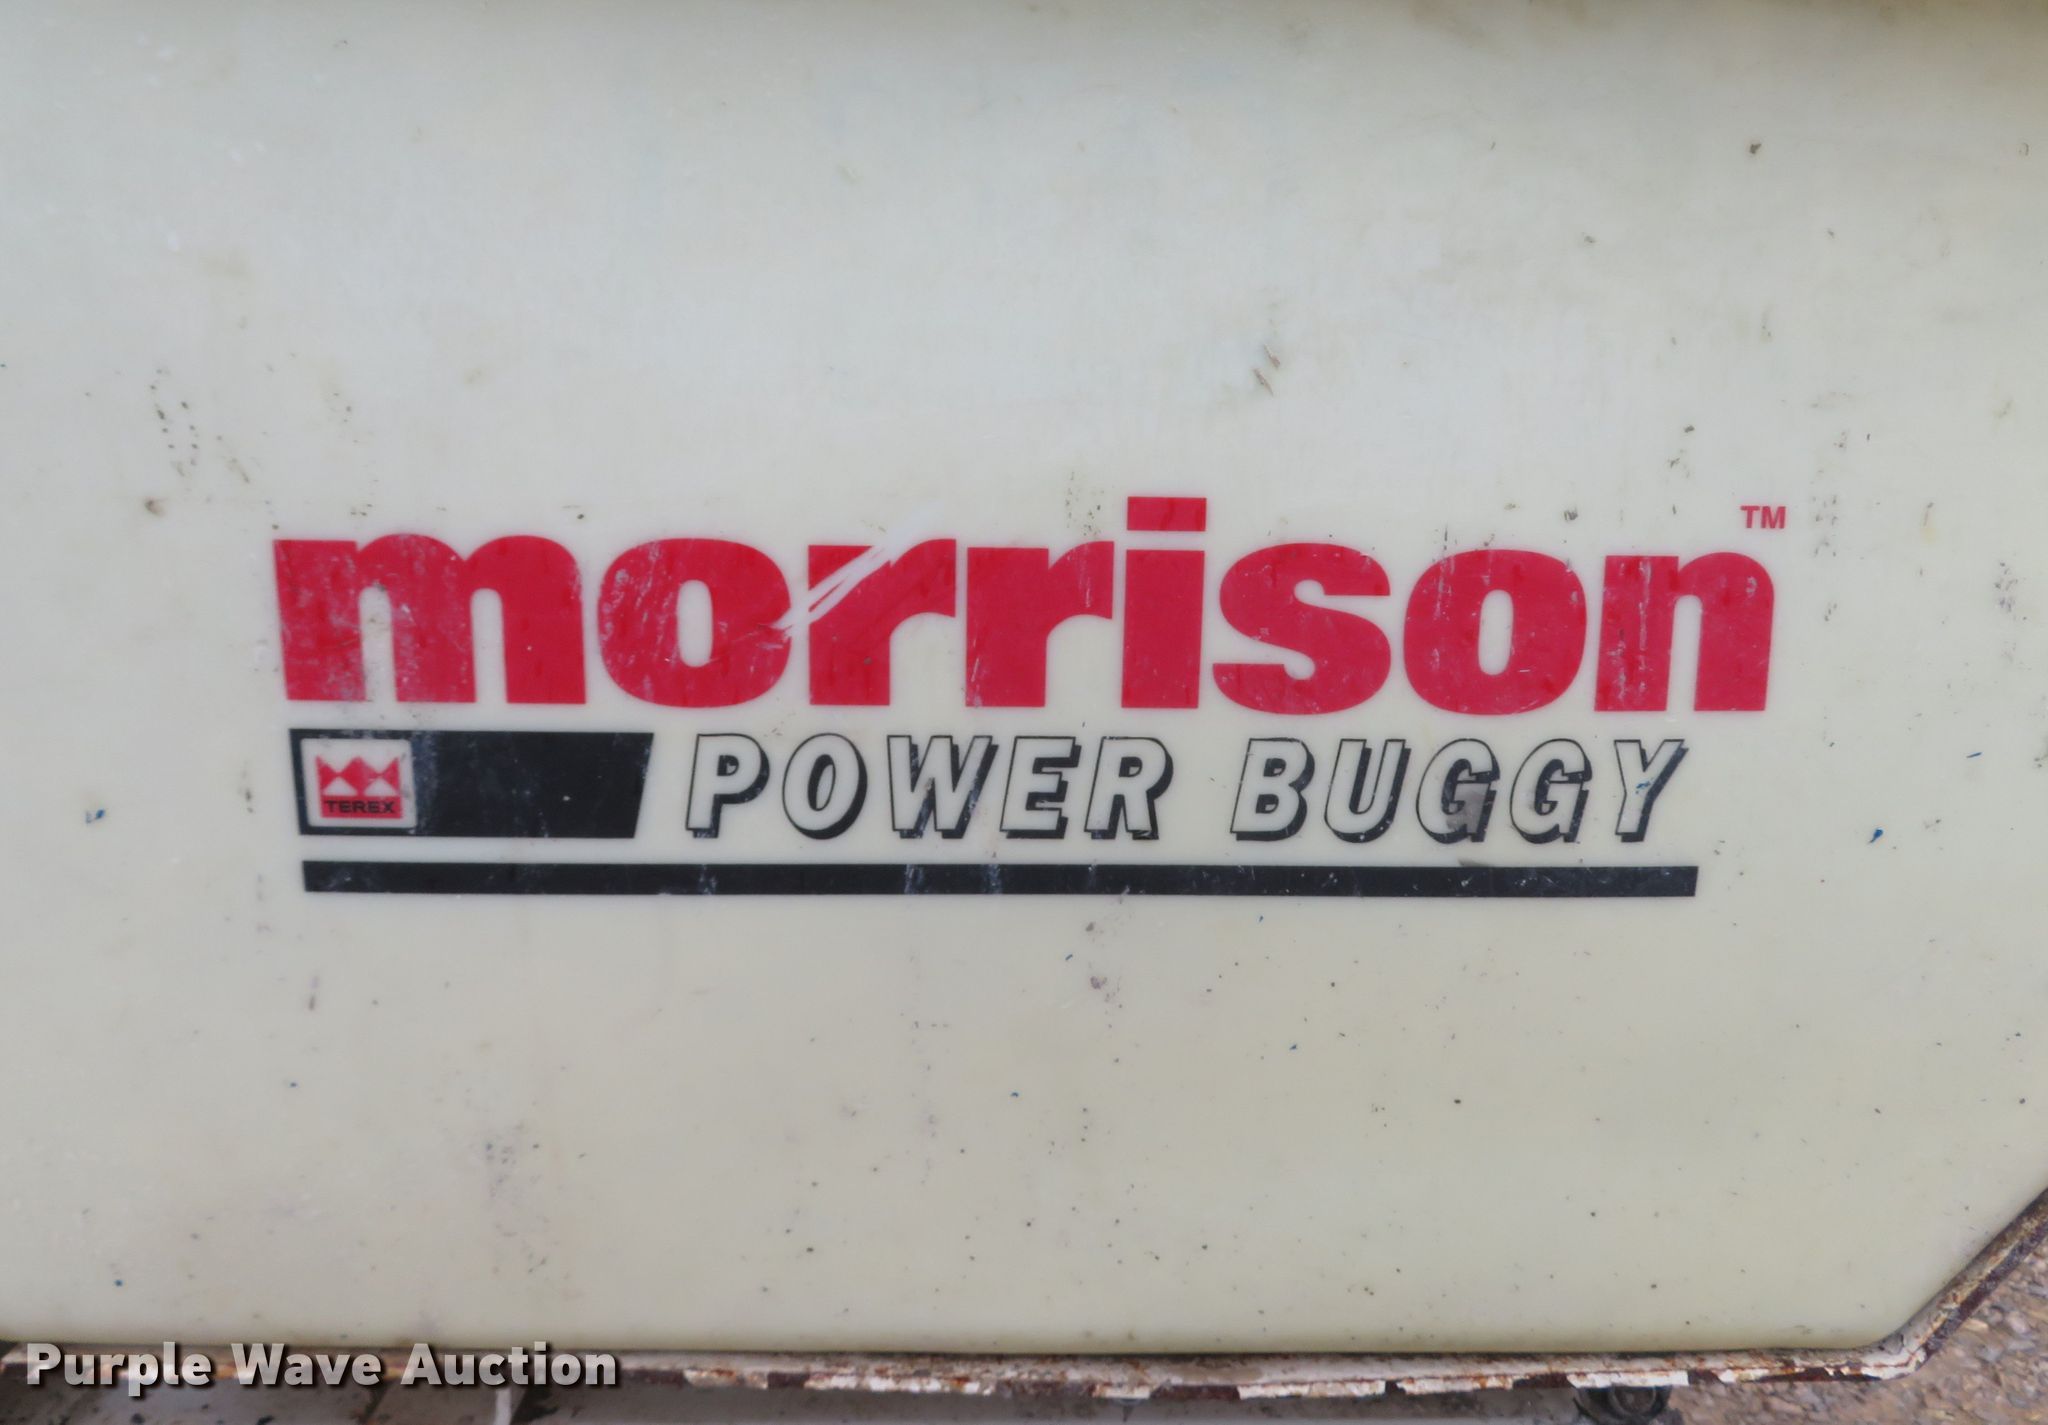 morrison™
TEREX POWER BUGGY
Purple Wave Auction